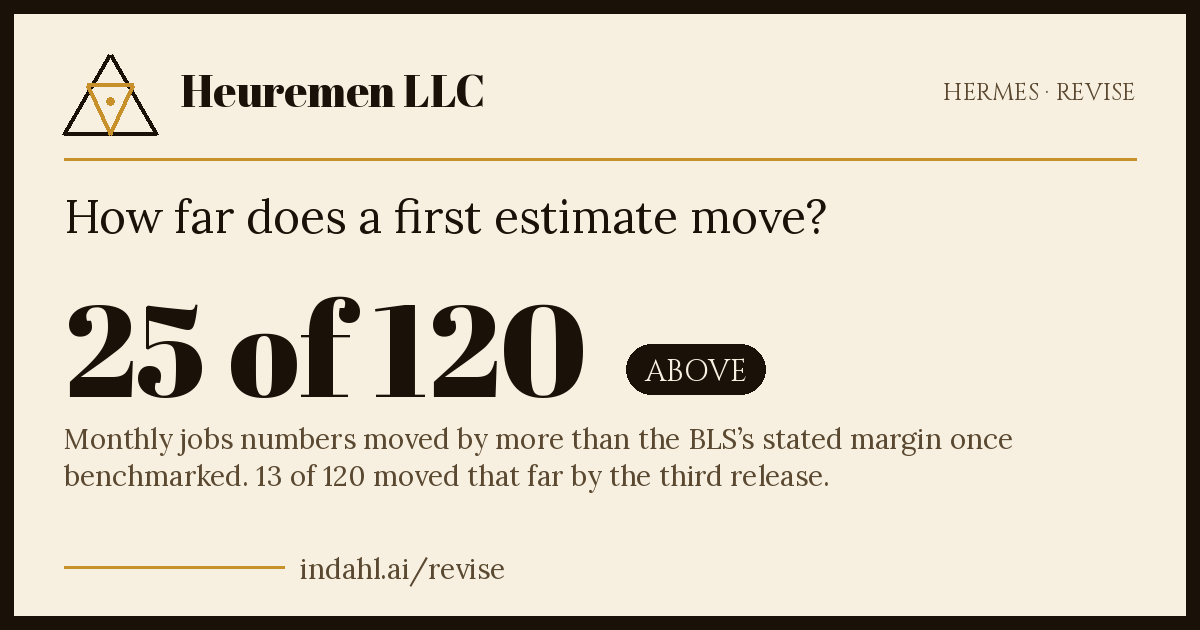 Heuremen LLC
HERMES · REVISE
How far does a first estimate move?
25 of 120
ABOVE
Monthly jobs numbers moved by more than the BLS’s stated margin once
benchmarked. 13 of 120 moved that far by the third release.
indahl.ai/revise